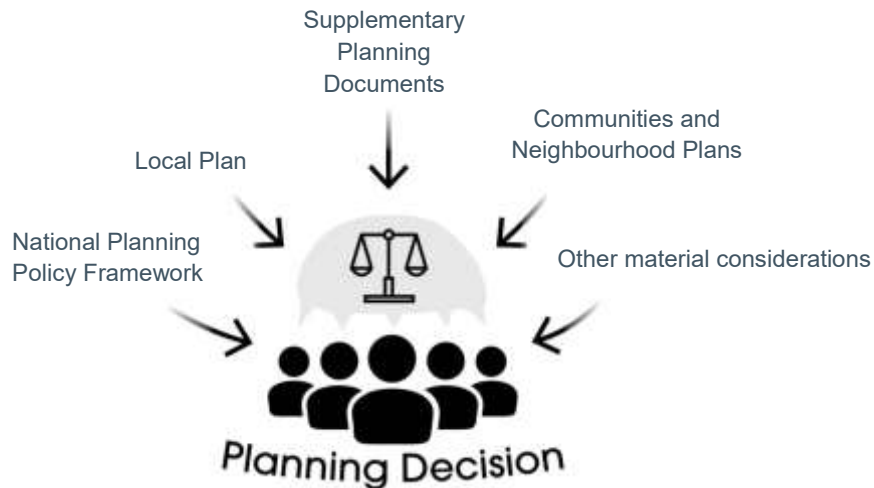 Supplementary
Planning
Documents
Communities and
Neighbourhood Plans
Local Plan
National Planning
Policy Framework
Other material considerations
Planning Decision